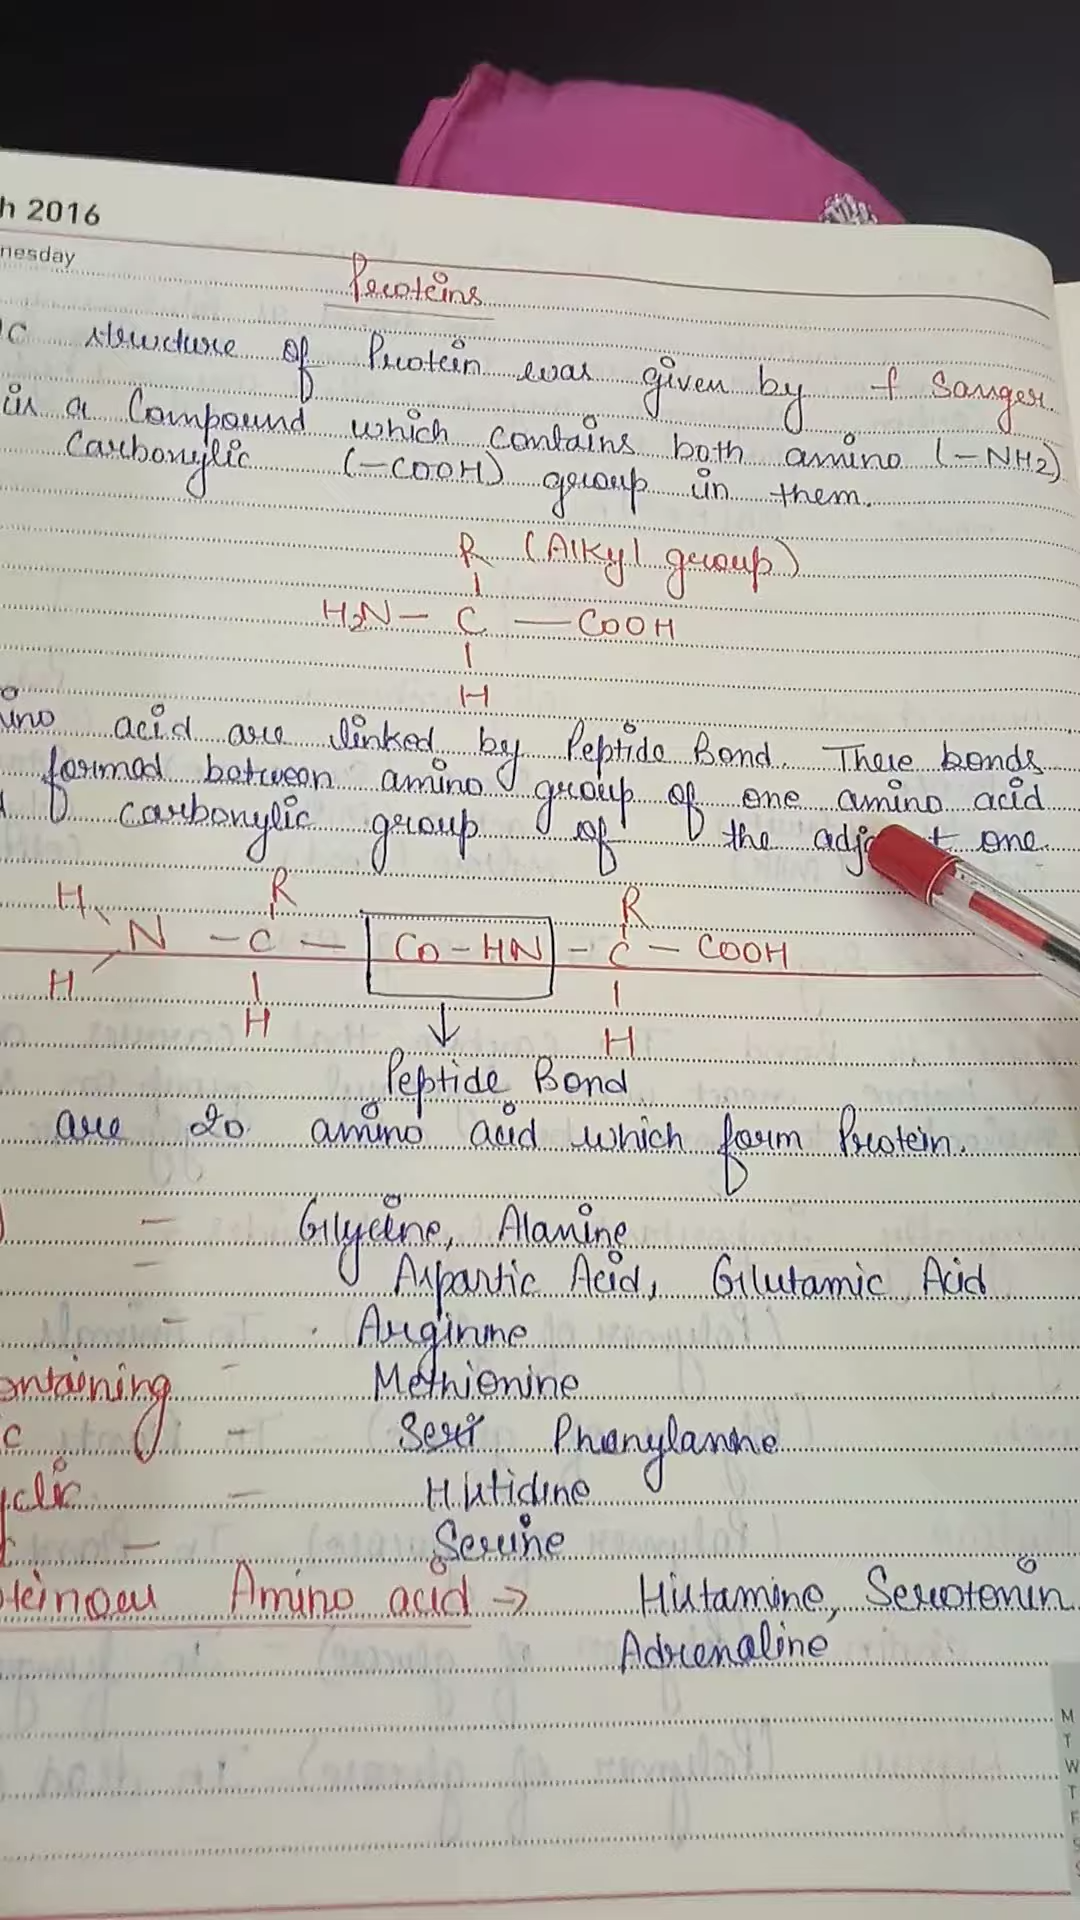 h 2016
nesday
Proteins
structure of Protein was given by f Sanger
is a Compound which contains both amino (-NH2)
Carbonylic (-COOH) group in them.
R (Alkyl group)
H2N - C - COOH
H
ino acid are linked by Peptide Bond. These bonds
formed between amino group of one amino acid
carbonylic group of the one
H R R
N - C - Co-HN - C - COOH
H H H
Peptide Bond
are 20 amino acid which form Protein.
- Glycine, Alanine
- Aspartic Acid, Glutamic Acid
- Arginine
ontaining - Methionine
c - Phenylanine
yclic - Histidine
- Serine
Amino acid → Histamine, Serotonin
Adrenaline
M
T
W
T
F
S
S